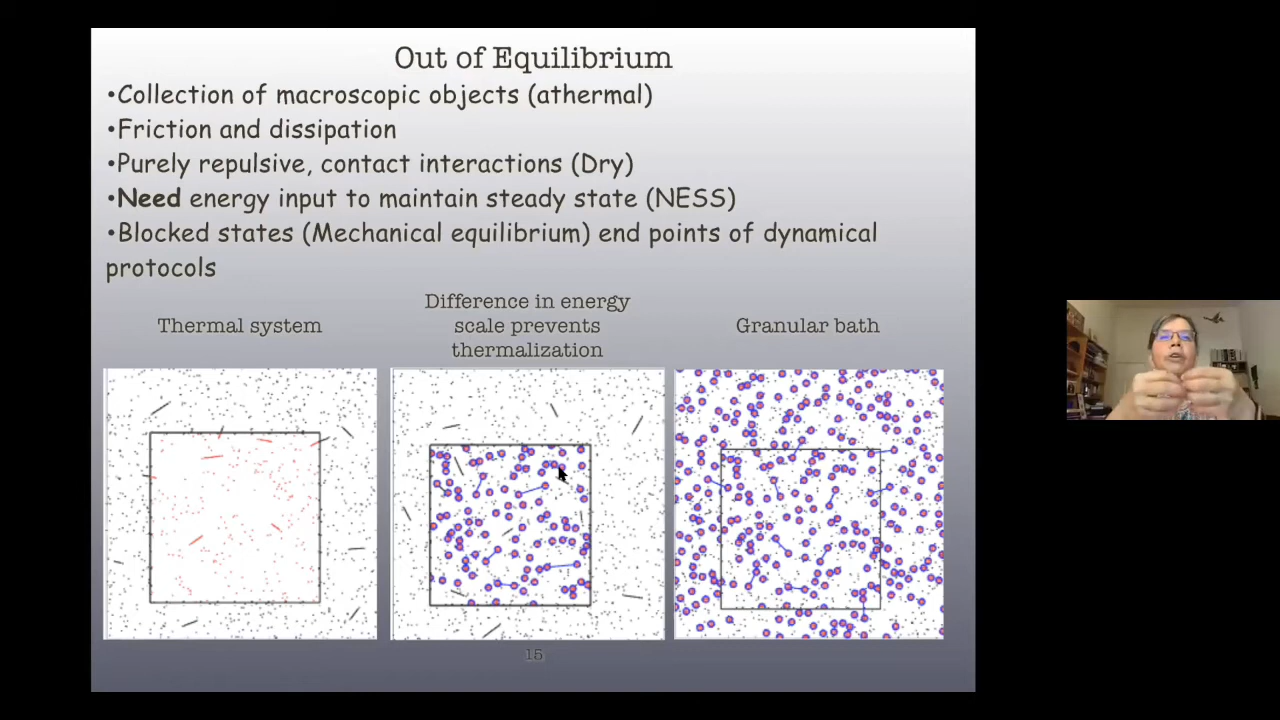 Out of Equilibrium
•Collection of macroscopic objects (athermal)
•Friction and dissipation
•Purely repulsive, contact interactions (Dry)
•Need energy input to maintain steady state (NESS)
•Blocked states (Mechanical equilibrium) end points of dynamical
protocols
Thermal system
Difference in energy
scale prevents
thermalization
Granular bath
15